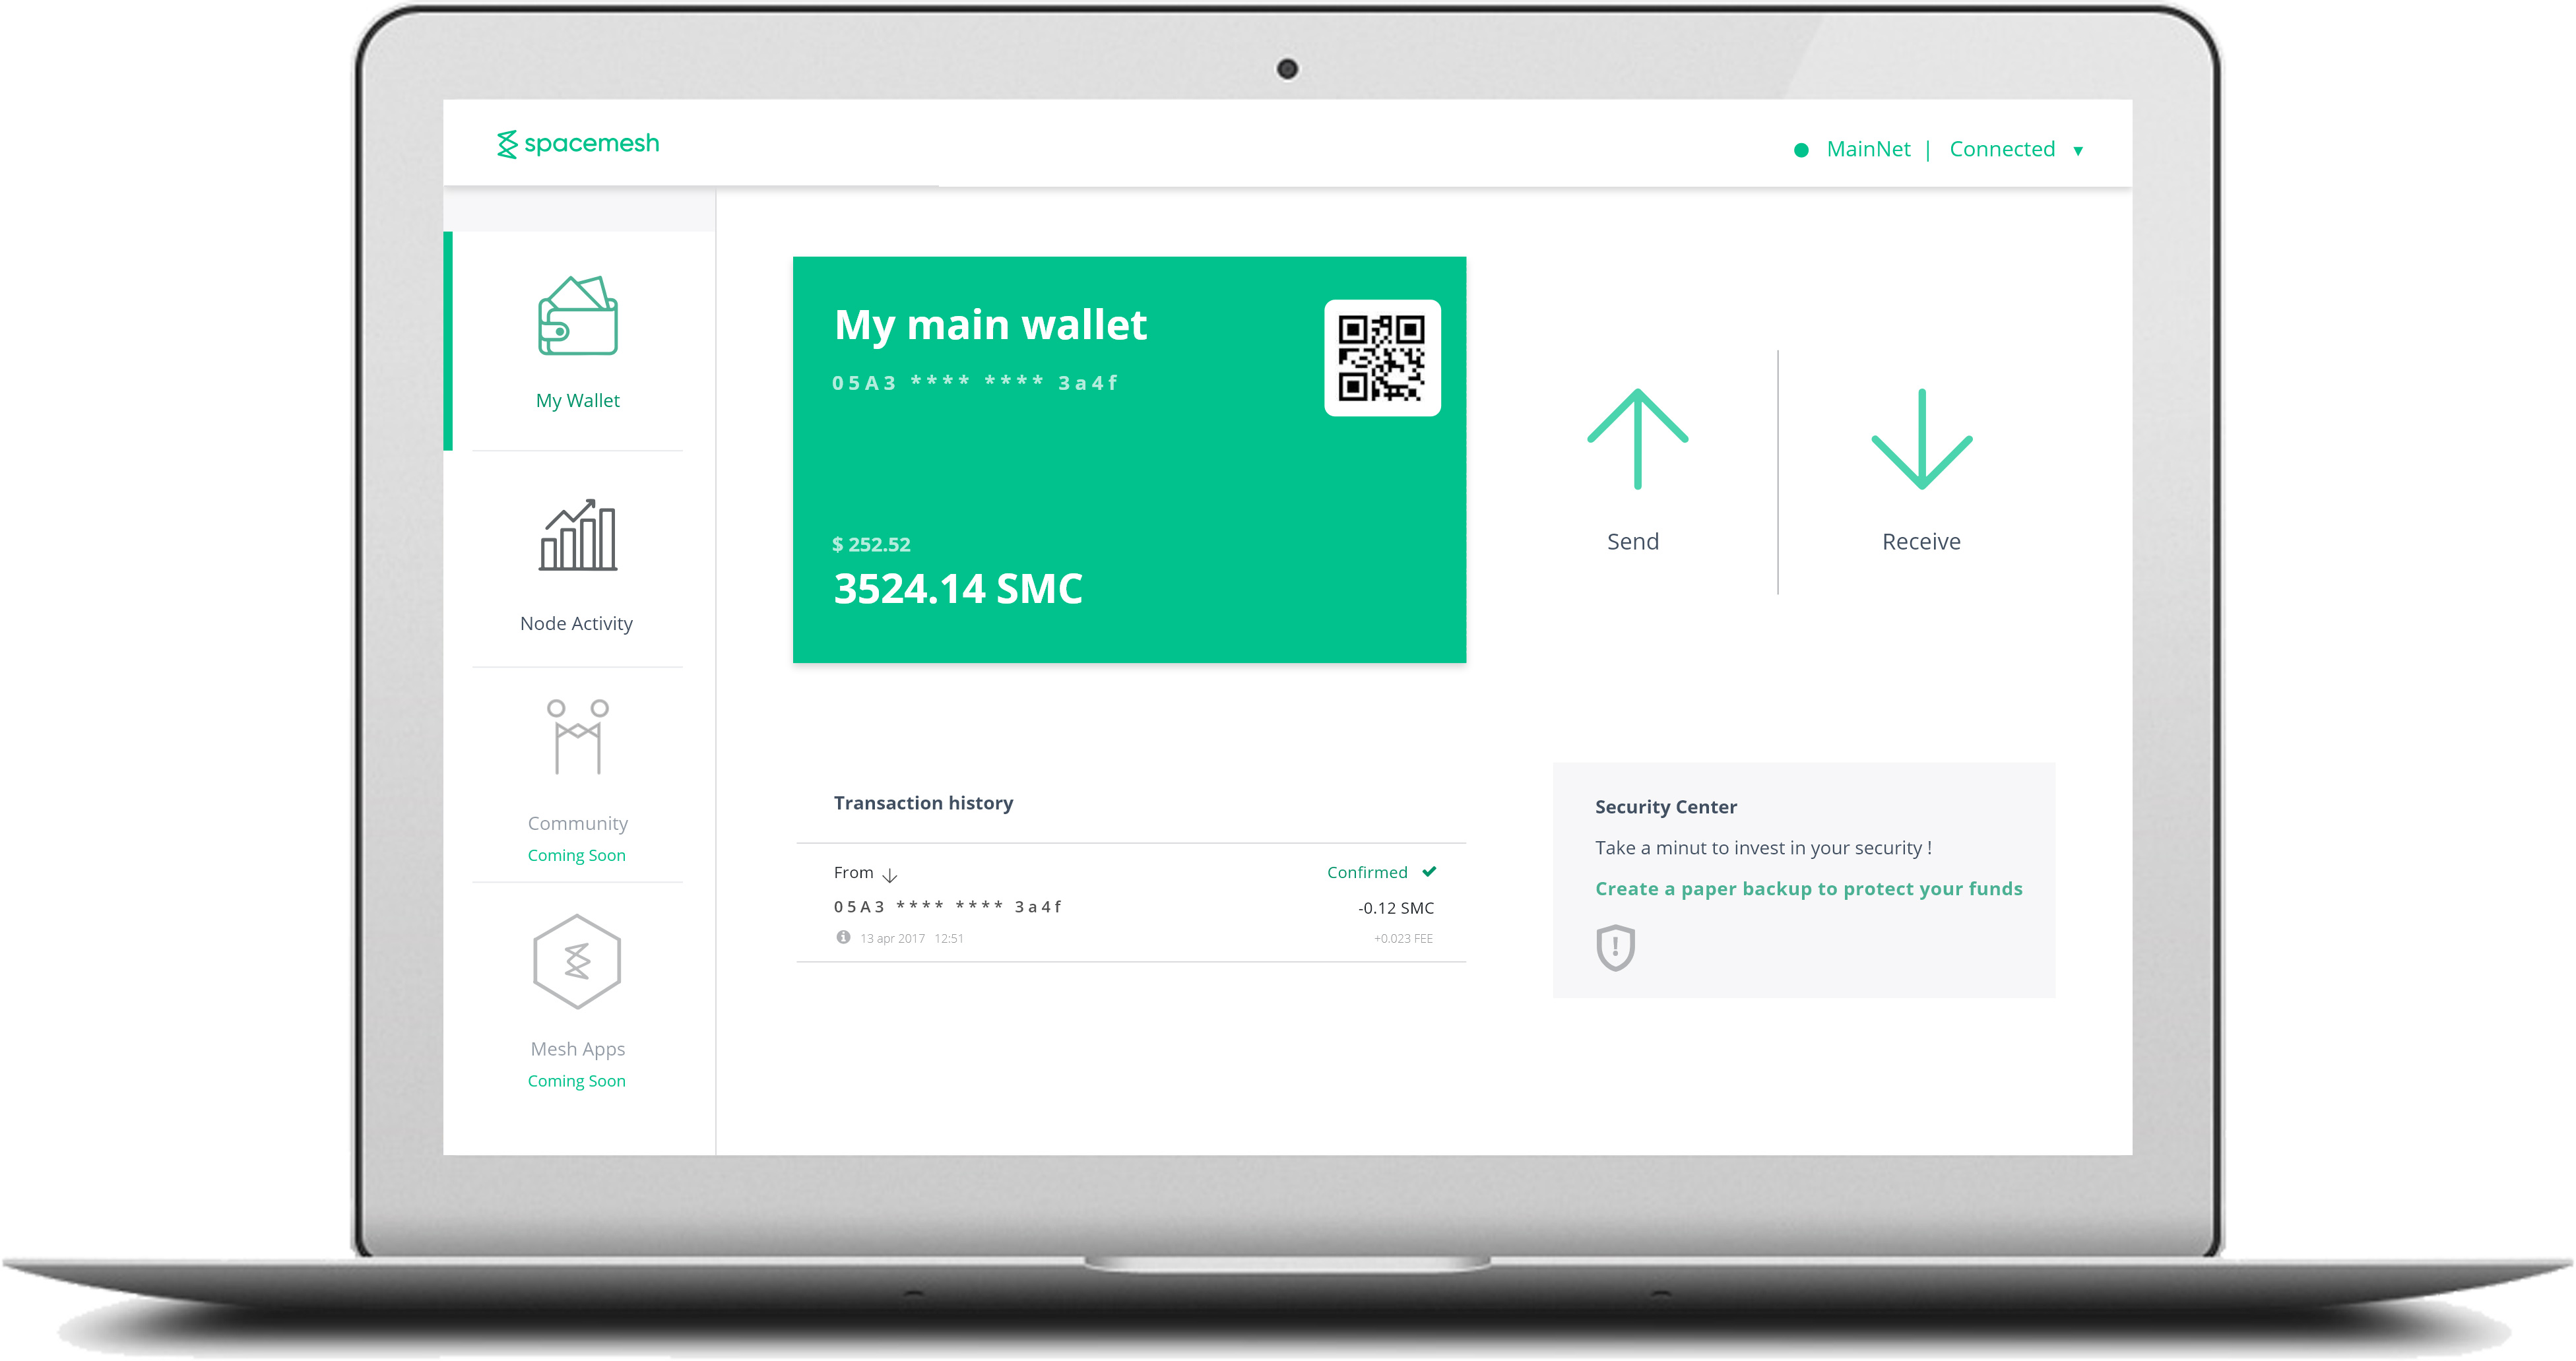 spacemesh
MainNet | Connected ▾
My Wallet
Node Activity
Community
Coming Soon
Mesh Apps
Coming Soon
My main wallet
05A3 **** **** 3a4f
$ 252.52
3524.14 SMC
Send
Receive
Transaction history
From ↓ Confirmed ✔
05A3 **** **** 3a4f -0.12 SMC
13 apr 2017 12:51 +0.023 FEE
Security Center
Take a minut to invest in your security !
Create a paper backup to protect your funds